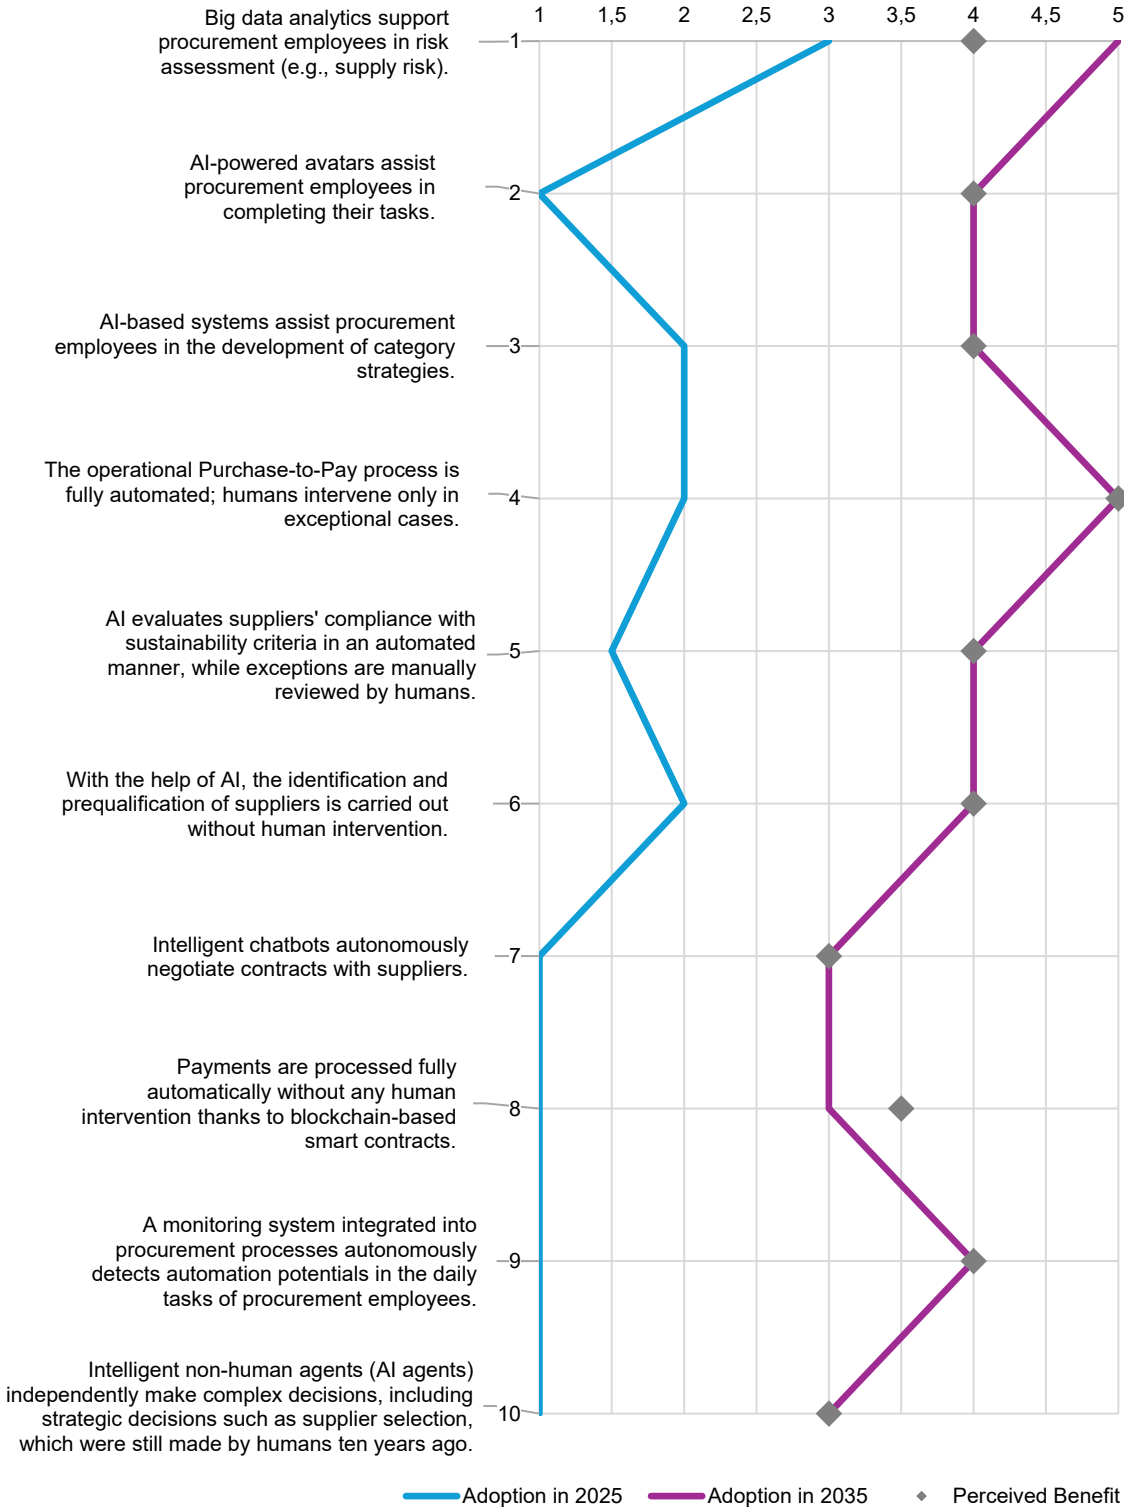 1 1,5 2 2,5 3 3,5 4 4,5 5
Big data analytics support
procurement employees in risk
assessment (e.g., supply risk).
1
AI-powered avatars assist
procurement employees in
completing their tasks.
2
AI-based systems assist procurement
employees in the development of category
strategies.
3
The operational Purchase-to-Pay process is
fully automated; humans intervene only in
exceptional cases.
4
AI evaluates suppliers' compliance with
sustainability criteria in an automated
manner, while exceptions are manually
reviewed by humans.
5
With the help of AI, the identification and
prequalification of suppliers is carried out
without human intervention.
6
Intelligent chatbots autonomously
negotiate contracts with suppliers.
7
Payments are processed fully
automatically without any human
intervention thanks to blockchain-based
smart contracts.
8
A monitoring system integrated into
procurement processes autonomously
detects automation potentials in the daily
tasks of procurement employees.
9
Intelligent non-human agents (AI agents)
independently make complex decisions, including
strategic decisions such as supplier selection,
which were still made by humans ten years ago.
10
Adoption in 2025 Adoption in 2035 Perceived Benefit